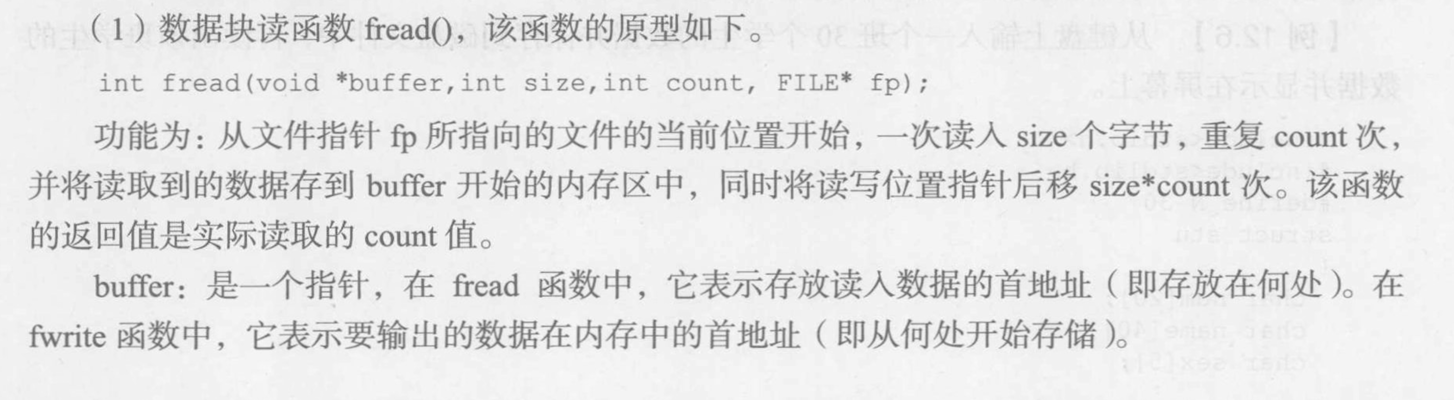 （1）数据块读函数 fread()，该函数的原型如下。
int fread(void *buffer,int size,int count, FILE* fp);
功能为：从文件指针 fp 所指向的文件的当前位置开始，一次读入 size 个字节，重复 count 次，
并将读取到的数据存到 buffer 开始的内存区中，同时将读写位置指针后移 size*count 次。该函数
的返回值是实际读取的 count 值。
buffer：是一个指针，在 fread 函数中，它表示存放读入数据的首地址（即存放在何处）。在
fwrite 函数中，它表示要输出的数据在内存中的首地址（即从何处开始存储）。